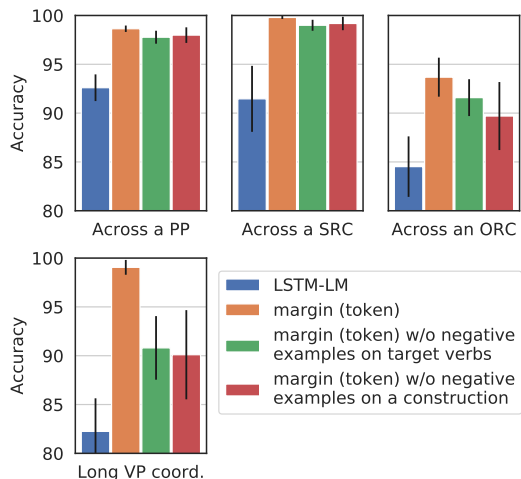 100
95
90
85
80
Accuracy
Across a PP
Across a SRC
Across an ORC
100
95
90
85
80
Accuracy
Long VP coord.
LSTM-LM
margin (token)
margin (token) w/o negative
examples on target verbs
margin (token) w/o negative
examples on a construction